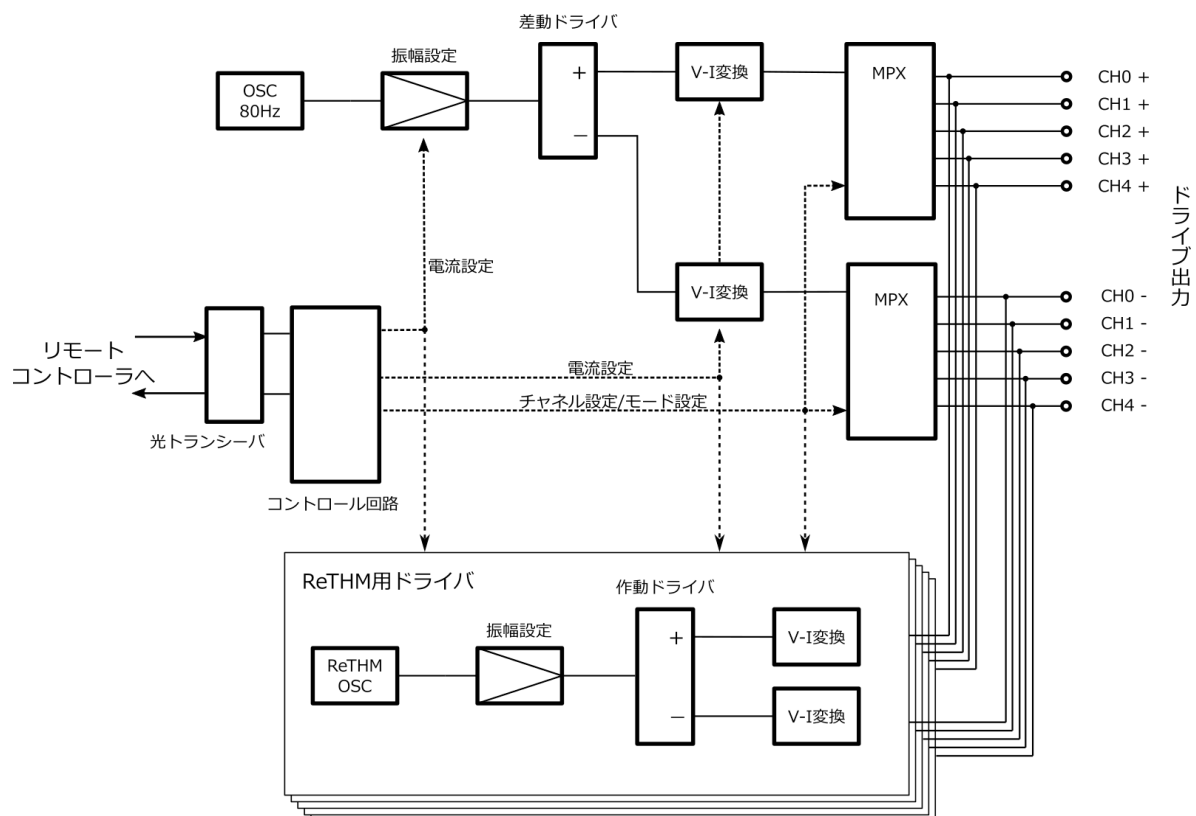 差動ドライバ
振幅設定
OSC
80Hz
+
−
V-I変換
MPX
CH0 +
CH1 +
CH2 +
CH3 +
CH4 +
ドライブ出力
電流設定
V-I変換
MPX
CH0 -
CH1 -
CH2 -
CH3 -
CH4 -
リモート
コントローラへ
電流設定
チャネル設定/モード設定
光トランシーバ
コントロール回路
ReTHM用ドライバ
作動ドライバ
振幅設定
ReTHM
OSC
+
−
V-I変換
V-I変換